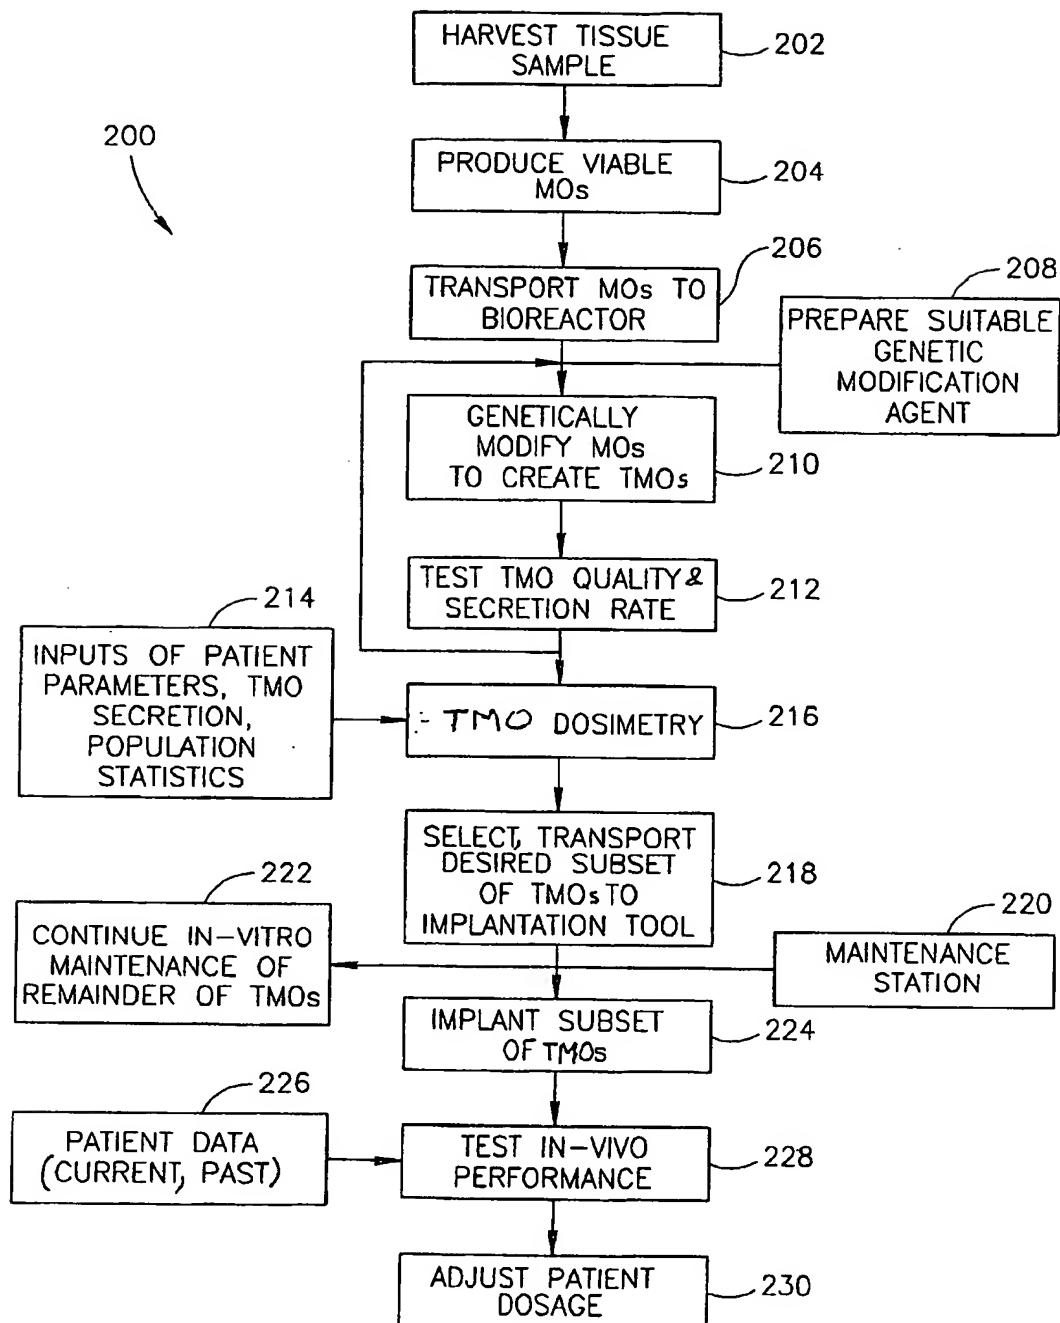 HARVEST TISSUE
SAMPLE
202
200
PRODUCE VIABLE
MOs
204
206
TRANSPORT MOs TO
BIOREACTOR
208
PREPARE SUITABLE
GENETIC
MODIFICATION
AGENT
GENETICALLY
MODIFY MOs
TO CREATE TMOs
210
TEST TMO QUALITY &
SECRETION RATE
212
214
INPUTS OF PATIENT
PARAMETERS, TMO
SECRETION,
POPULATION
STATISTICS
TMO DOSIMETRY
216
SELECT, TRANSPORT
DESIRED SUBSET
OF TMOs TO
IMPLANTATION TOOL
218
222
CONTINUE IN-VITRO
MAINTENANCE OF
REMAINDER OF TMOs
220
MAINTENANCE
STATION
IMPLANT SUBSET
OF TMOs
224
226
PATIENT DATA
(CURRENT, PAST)
TEST IN-VIVO
PERFORMANCE
228
ADJUST PATIENT
DOSAGE
230